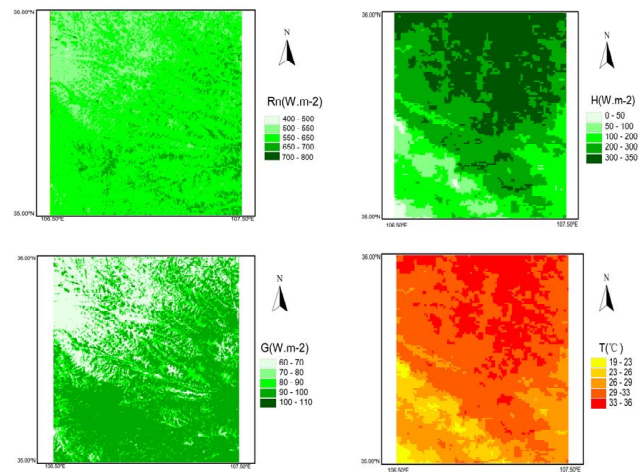 36.00°N
N
Rn(W.m-2)
400 - 500
500 - 550
550 - 650
650 - 700
700 - 800
35.00°N
106.50°E
107.50°E
36.00°N
N
H(W.m-2)
0 - 50
50 - 100
100 - 200
200 - 300
300 - 350
36.00°N
106.50°E
107.50°E
36.00°N
N
G(W.m-2)
60 - 70
70 - 80
80 - 90
90 - 100
100 - 110
35.00°N
106.50°E
107.50°E
36.00°N
N
T(℃)
19 - 23
23 - 26
26 - 29
29 -33
33 - 36
35.00°N
106.50°E
107.50°E